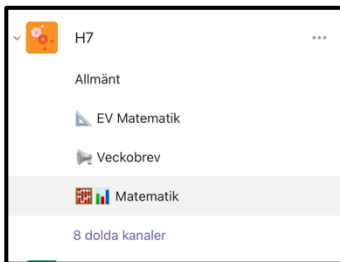 H7
Allmänt
EV Matematik
Veckobrev
Matematik
8 dolda kanaler